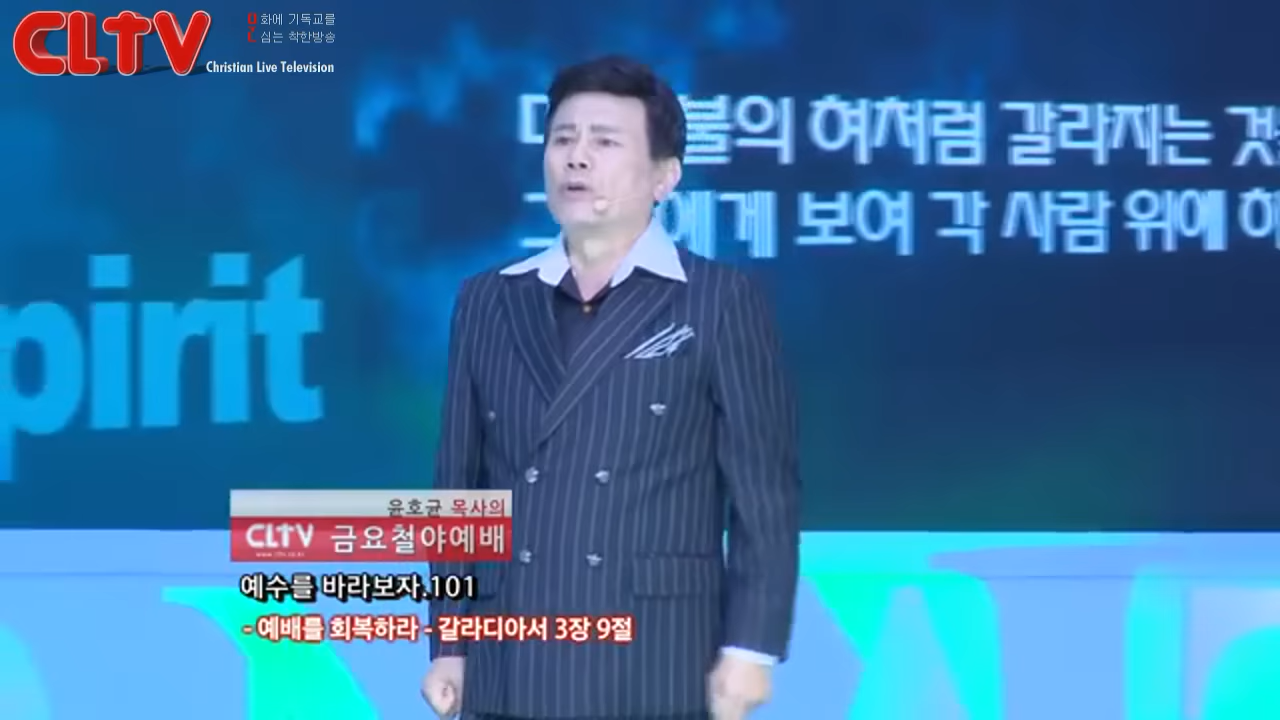 CLTV
문화에 기독교를
심는 착한방송
Christian Live Television
불의 혀처럼 갈라지는
에게 보여 각 사람 위에
pirit
윤호균 목사의
CLTV 금요철야예배
예수를 바라보자.101
- 예배를 회복하라 - 갈라디아서 3장 9절